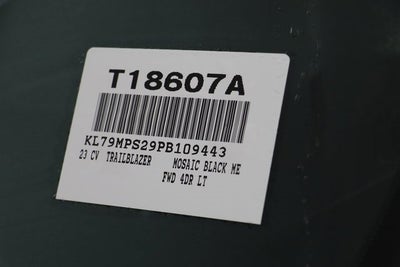 T18607A
KL79MPS29PB109443
23 CV TRAILBLAZER MOSAIC BLACK ME
FWD 4DR LT